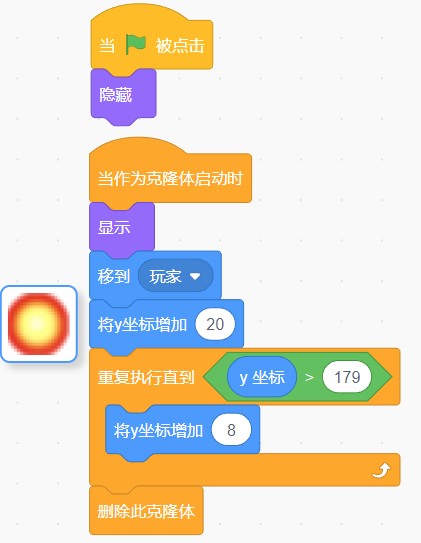 当 被点击
隐藏
当作为克隆体启动时
显示
移到 玩家
将y坐标增加 20
重复执行直到 y 坐标 > 179
将y坐标增加 8
删除此克隆体